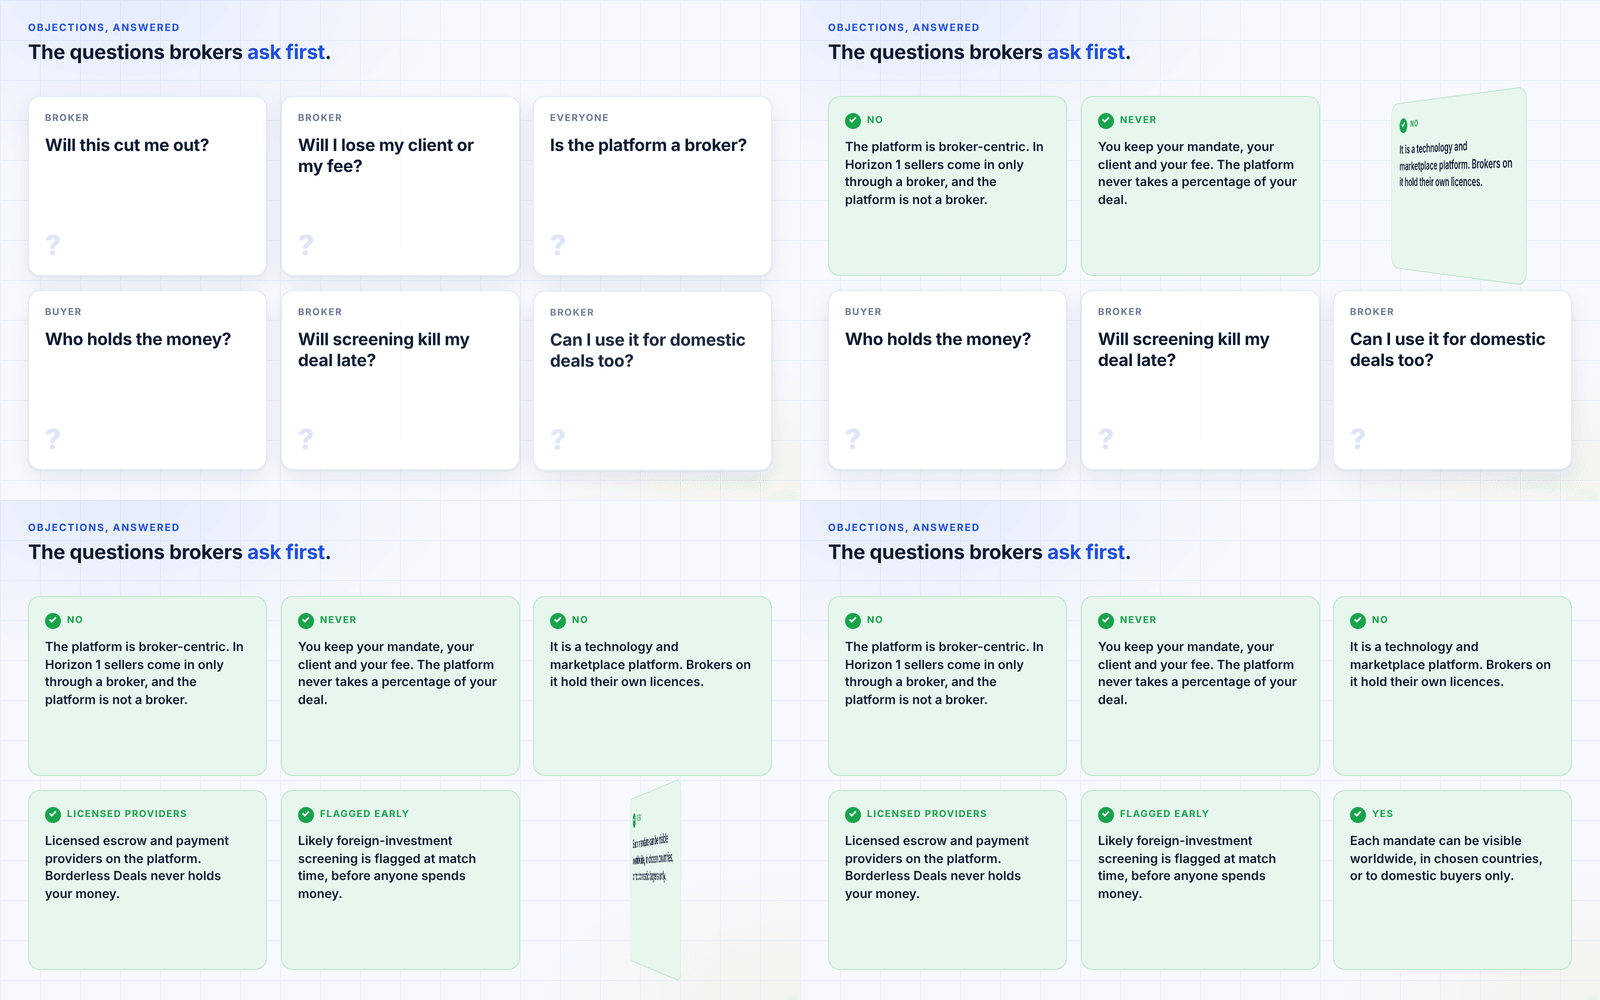 OBJECTIONS, ANSWERED
The questions brokers ask first.
BROKER
Will this cut me out?
?
BROKER
Will I lose my client or
my fee?
?
EVERYONE
Is the platform a broker?
?
BUYER
Who holds the money?
?
BROKER
Will screening kill my
deal late?
?
BROKER
Can I use it for domestic
deals too?
?
OBJECTIONS, ANSWERED
The questions brokers ask first.
NO
The platform is broker-centric. In
Horizon 1 sellers come in only
through a broker, and the
platform is not a broker.
NEVER
You keep your mandate, your
client and your fee. The platform
never takes a percentage of your
deal.
NO
It is a technology and
marketplace platform. Brokers on
it hold their own licences.
BUYER
Who holds the money?
?
BROKER
Will screening kill my
deal late?
?
BROKER
Can I use it for domestic
deals too?
?
OBJECTIONS, ANSWERED
The questions brokers ask first.
NO
The platform is broker-centric. In
Horizon 1 sellers come in only
through a broker, and the
platform is not a broker.
NEVER
You keep your mandate, your
client and your fee. The platform
never takes a percentage of your
deal.
NO
It is a technology and
marketplace platform. Brokers on
it hold their own licences.
LICENSED PROVIDERS
Licensed escrow and payment
providers on the platform.
Borderless Deals never holds
your money.
FLAGGED EARLY
Likely foreign-investment
screening is flagged at match
time, before anyone spends
money.
YES
Each mandate can be visible
worldwide, in chosen countries,
or to domestic buyers only.
OBJECTIONS, ANSWERED
The questions brokers ask first.
NO
The platform is broker-centric. In
Horizon 1 sellers come in only
through a broker, and the
platform is not a broker.
NEVER
You keep your mandate, your
client and your fee. The platform
never takes a percentage of your
deal.
NO
It is a technology and
marketplace platform. Brokers on
it hold their own licences.
LICENSED PROVIDERS
Licensed escrow and payment
providers on the platform.
Borderless Deals never holds
your money.
FLAGGED EARLY
Likely foreign-investment
screening is flagged at match
time, before anyone spends
money.
YES
Each mandate can be visible
worldwide, in chosen countries,
or to domestic buyers only.